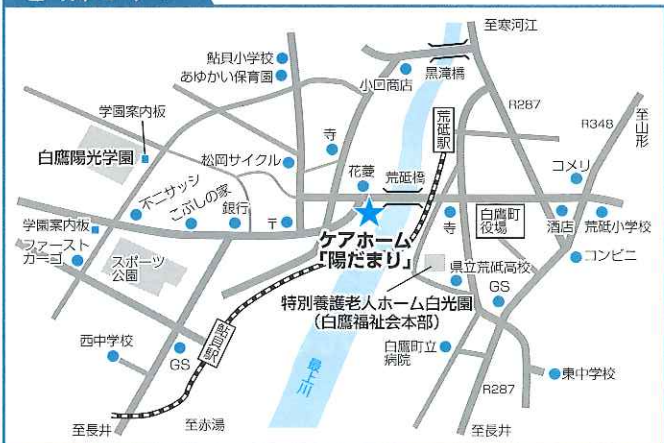 至寒河江
鮎貝小学校
あゆかい保育園
小口商店
黒滝橋
学園案内板
寺
荒砥駅
R287
R348
至山形
白鷹陽光学園
松岡サイクル
花菱
荒砥橋
コメリ
不二サッシ
こぶしの家
銀行
〒
寺
白鷹町
役場
酒店
荒砥小学校
学園案内板
ファースト
カーゴ
スポーツ
公園
ケアホーム
「陽だまり」
県立荒砥高校
コンビニ
GS
特別養護老人ホーム白光園
（白鷹福祉会本部）
鮎貝駅
西中学校
GS
最上川
白鷹町立
病院
R287
東中学校
至長井
至赤湯
至長井